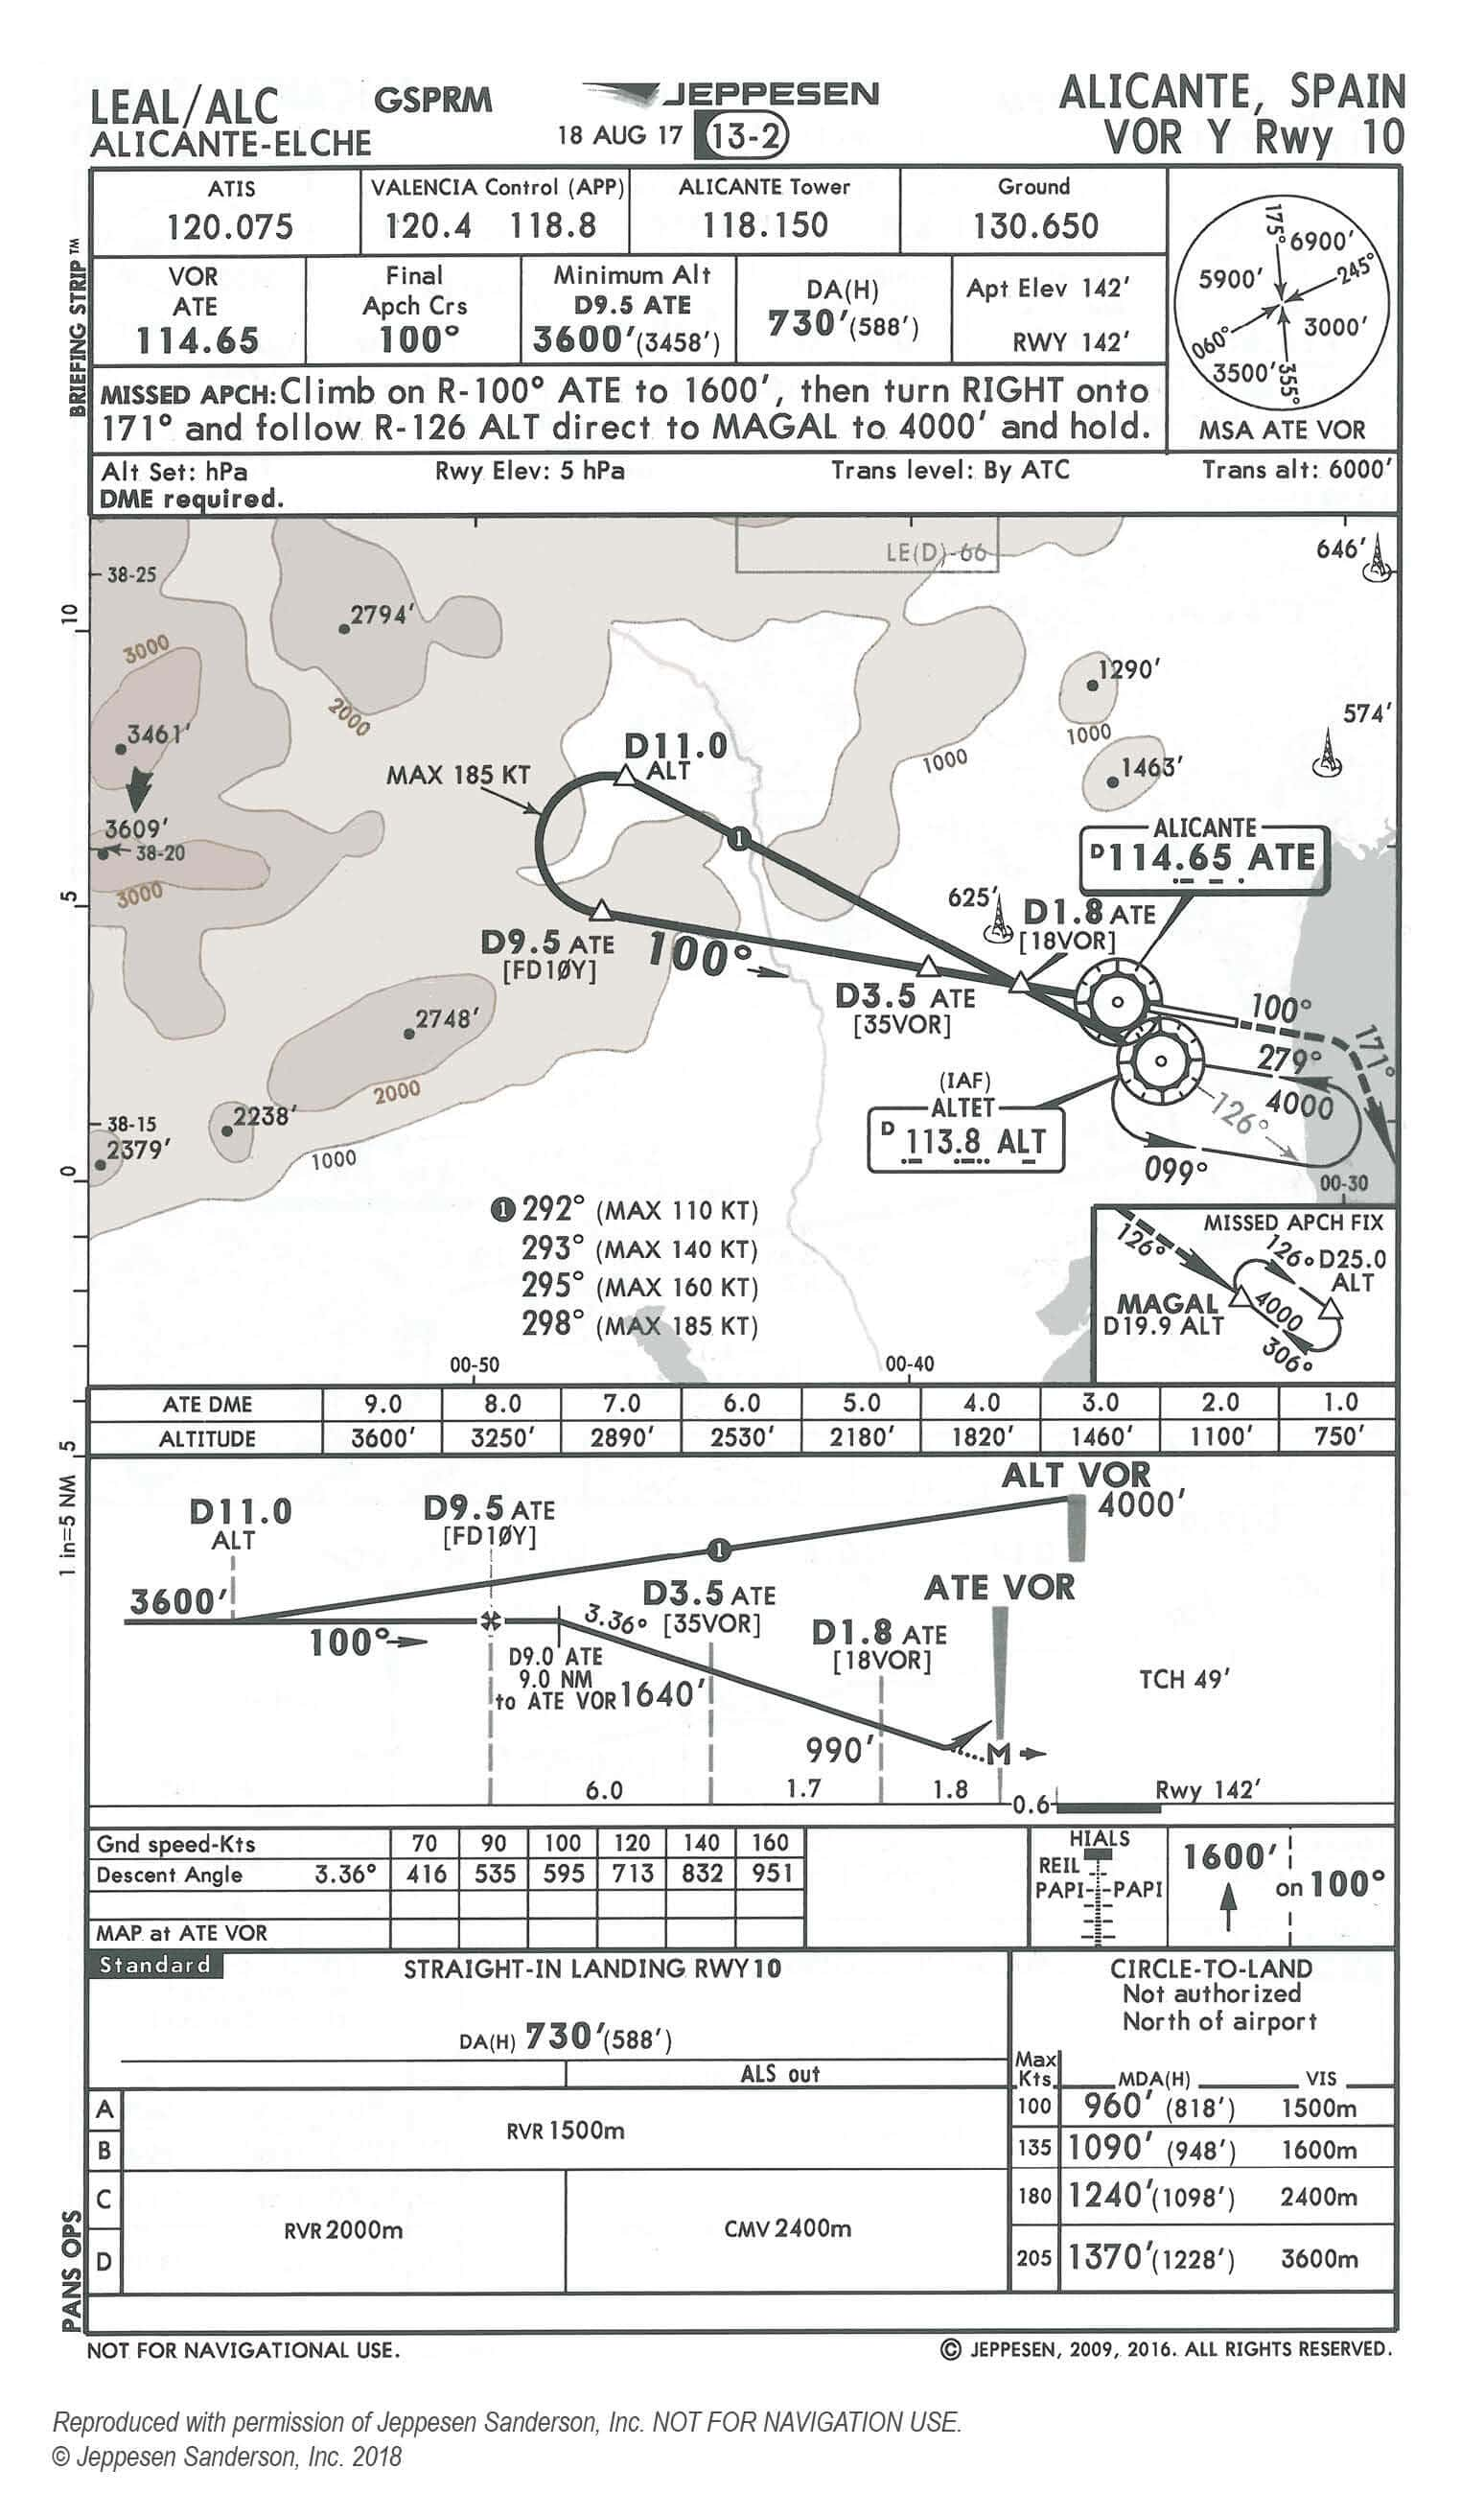 LEAL/ALC GSPRM JEPPESEN ALICANTE, SPAIN
ALICANTE-ELCHE 18 AUG 17 13-2 VOR Y Rwy 10
BRIEFING STRIP™
ATIS VALENCIA Control (APP) ALICANTE Tower Ground
120.075 120.4 118.8 118.150 130.650
VOR Final Minimum Alt DA(H) Apt Elev 142'
ATE Apch Crs D9.5 ATE
114.65 100° 3600'(3458') 730'(588') RWY 142'
175° 6900'
5900' 245°
060° 3000'
3500' 355°
MSA ATE VOR
MISSED APCH: Climb on R-100° ATE to 1600', then turn RIGHT onto
171° and follow R-126 ALT direct to MAGAL to 4000' and hold.
Alt Set: hPa Rwy Elev: 5 hPa Trans level: By ATC Trans alt: 6000'
DME required.
LE(D)-66
646'
38-25
10
2794'
3000
2000
1290'
1000
574'
3461'
D11.0
ALT
MAX 185 KT
1000
1463'
3609'
38-20
3000
1
ALICANTE
D 114.65 ATE
5
625'
D1.8 ATE
[18VOR]
D9.5 ATE
[FD10Y]
100°
D3.5 ATE
[35VOR]
100°
171°
2748'
279°
2000
(IAF)
ALTET
D 113.8 ALT
4000
126°
2238'
38-15
2379'
1000
099°
0
00-30
1 292° (MAX 110 KT)
293° (MAX 140 KT)
295° (MAX 160 KT)
298° (MAX 185 KT)
MISSED APCH FIX
126°
126° D25.0
ALT
MAGAL
D19.9 ALT
4000
306°
00-50 00-40
ATE DME 9.0 8.0 7.0 6.0 5.0 4.0 3.0 2.0 1.0
ALTITUDE 3600' 3250' 2890' 2530' 2180' 1820' 1460' 1100' 750'
5
1 in=5 NM
ALT VOR
4000'
D11.0
ALT
D9.5 ATE
[FD10Y]
1
3600'
100°
3.36°
D3.5 ATE
[35VOR]
ATE VOR
D1.8 ATE
[18VOR]
D9.0 ATE
9.0 NM
to ATE VOR
1640'
TCH 49'
990'
M
6.0 1.7 1.8 0.6
Rwy 142'
Gnd speed-Kts 70 90 100 120 140 160
Descent Angle 3.36° 416 535 595 713 832 951
MAP at ATE VOR
HIALS
REIL
PAPI PAPI
1600'
on 100°
Standard STRAIGHT-IN LANDING RWY10
DA(H) 730'(588')
ALS out
A
B
RVR 1500m
C
D
RVR 2000m CMV 2400m
CIRCLE-TO-LAND
Not authorized
North of airport
Max
Kts MDA(H) VIS
100 960' (818') 1500m
135 1090' (948') 1600m
180 1240'(1098') 2400m
205 1370'(1228') 3600m
PANS OPS
NOT FOR NAVIGATIONAL USE. © JEPPESEN, 2009, 2016. ALL RIGHTS RESERVED.
Reproduced with permission of Jeppesen Sanderson, Inc. NOT FOR NAVIGATION USE.
© Jeppesen Sanderson, Inc. 2018